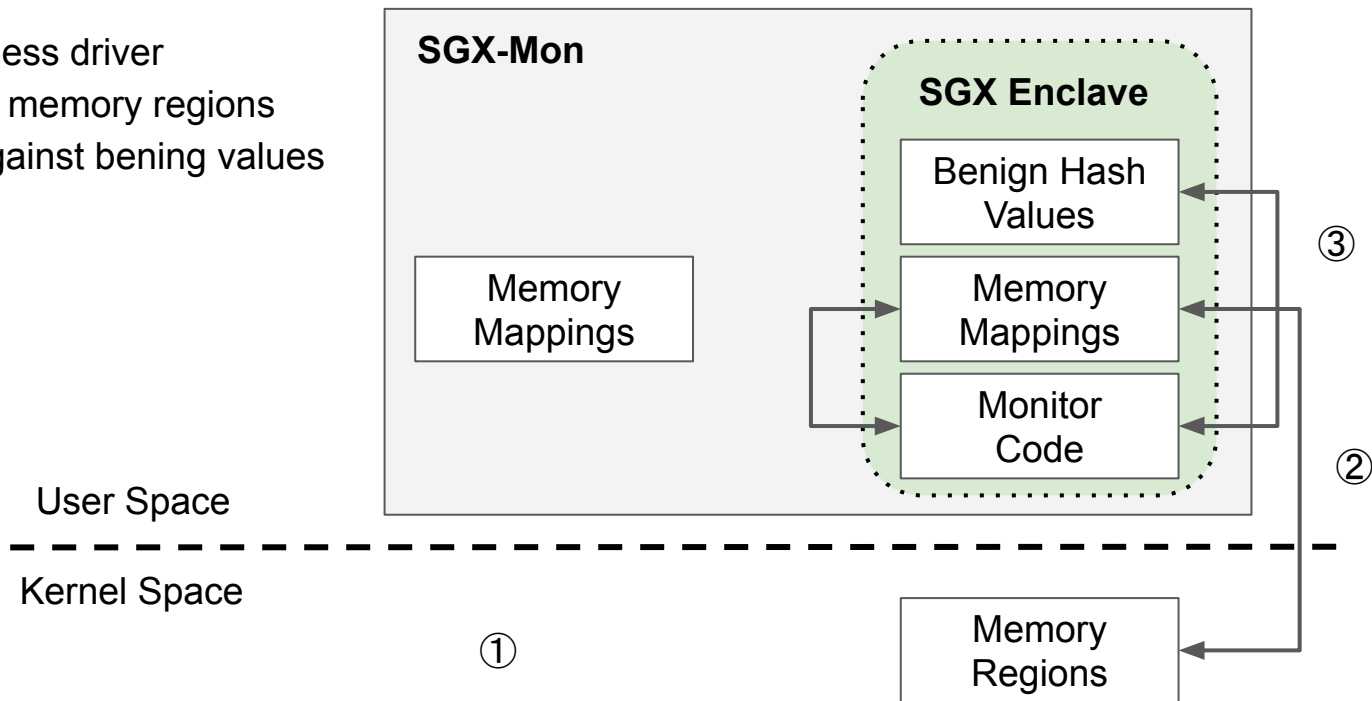 ess driver
memory regions
gainst bening values
SGX-Mon
SGX Enclave
Benign Hash
Values
③
Memory
Mappings
Memory
Mappings
Monitor
Code
②
User Space
Kernel Space
①
Memory
Regions